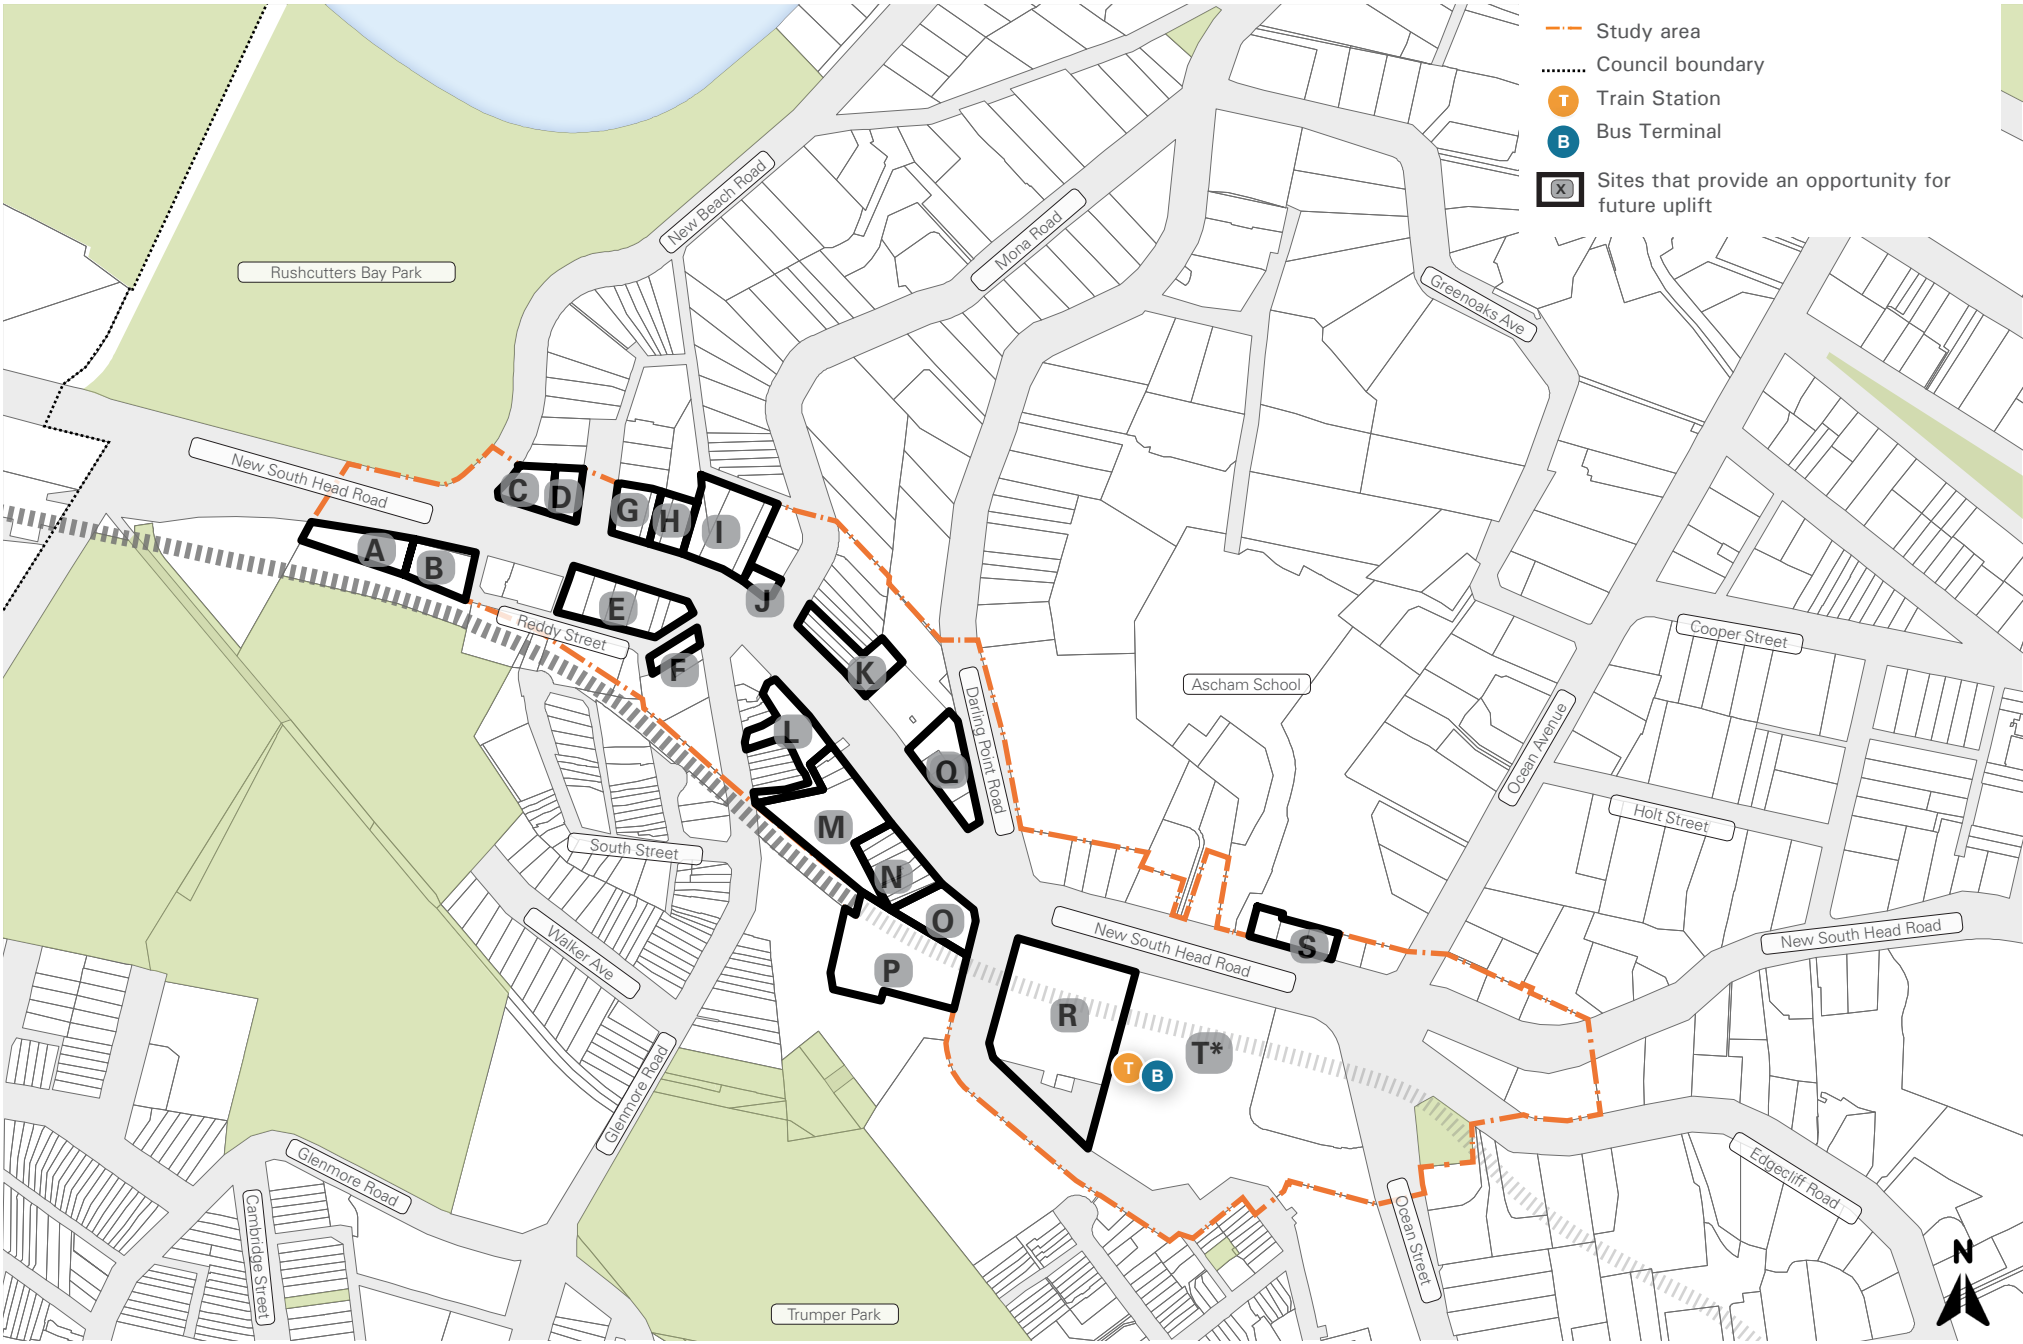 Study area
Council boundary
T
Train Station
B
Bus Terminal
X
Sites that provide an opportunity for
future uplift
New Beach Road
Mona Road
Rushcutters Bay Park
Greenoaks Ave
New South Head Road
C
D
G
H
I
A
B
E
J
Reddy Street
F
K
Cooper Street
Ascham School
Darling Point Road
Ocean Avenue
L
Q
M
Holt Street
South Street
N
O
Walker Ave
New South Head Road
S
New South Head Road
P
R
T*
T
B
Glenmore Road
Glenmore Road
Cambridge Street
Edgecliff Road
Ocean Street
Trumper Park
N